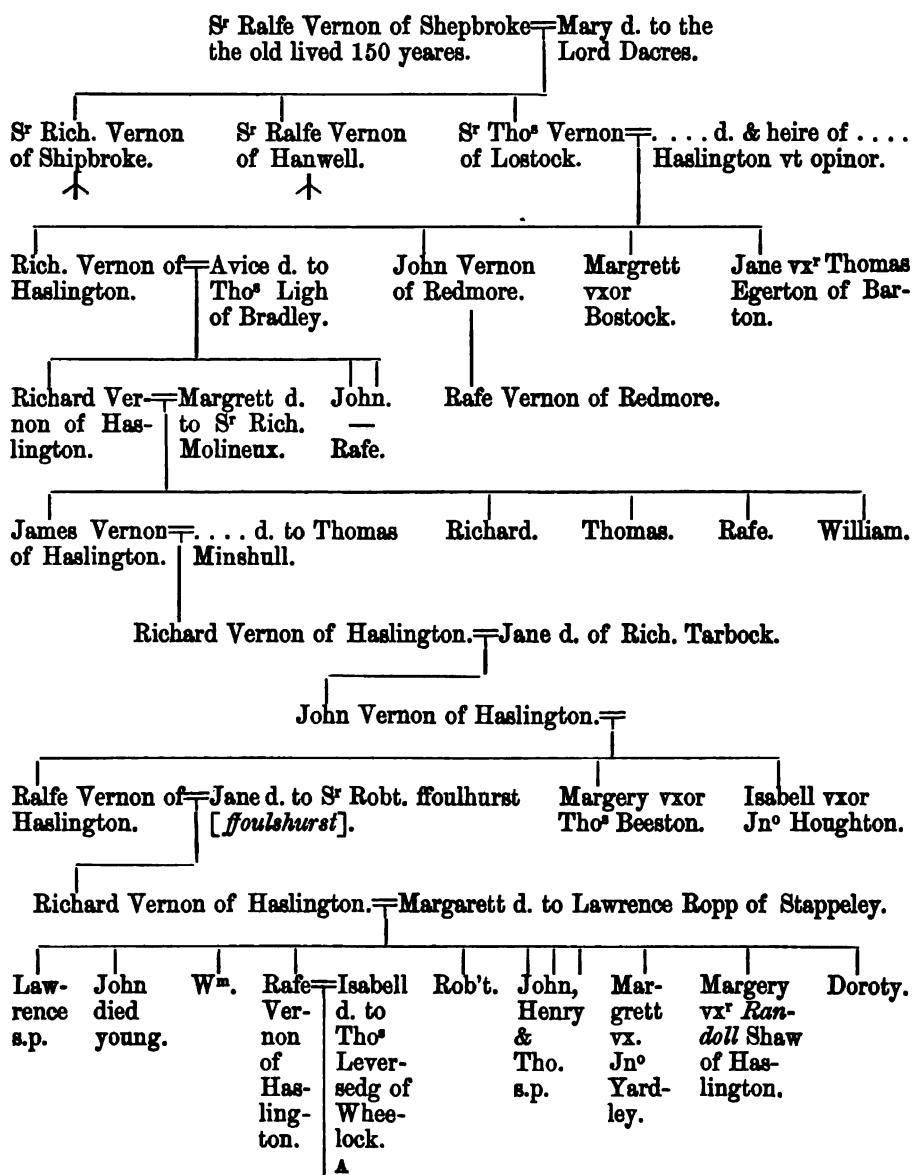 Sr Ralfe Vernon of Shepbroke═Mary d. to the
the old lived 150 yeares. Lord Dacres.
Sr Rich. Vernon
of Shipbroke.
Sr Ralfe Vernon
of Hanwell.
Sr Thos Vernon═. . . . d. & heire of . . . .
of Lostock. Haslington vt opinor.
Rich. Vernon of═Avice d. to
Haslington. Thos Ligh
of Bradley.
John Vernon
of Redmore.
Margrett
vxor
Bostock.
Jane vxr Thomas
Egerton of Bar-
ton.
Richard Ver-═Margrett d.
non of Has- to Sr Rich.
lington. Molineux.
John.
—
Rafe.
Rafe Vernon of Redmore.
James Vernon═. . . . d. to Thomas
of Haslington. Minshull.
Richard.
Thomas.
Rafe.
William.
Richard Vernon of Haslington.═Jane d. of Rich. Tarbock.
John Vernon of Haslington.═
Ralfe Vernon of═Jane d. to Sr Robt. ffoulhurst
Haslington. [ffoulshurst].
Margery vxor
Thos Beeston.
Isabell vxor
Jno Houghton.
Richard Vernon of Haslington.═Margarett d. to Lawrence Ropp of Stappeley.
Law-
rence
s.p.
John
died
young.
Wm.
Rafe═
Ver-
non
of
Has-
ling-
ton.
Isabell
d. to
Thos
Lever-
sedg of
Whee-
lock.
A
Rob't.
John,
Henry
&
Tho.
s.p.
Mar-
grett
vx.
Jno
Yard-
ley.
Margery
vxr Ran-
doll Shaw
of Has-
lington.
Doroty.